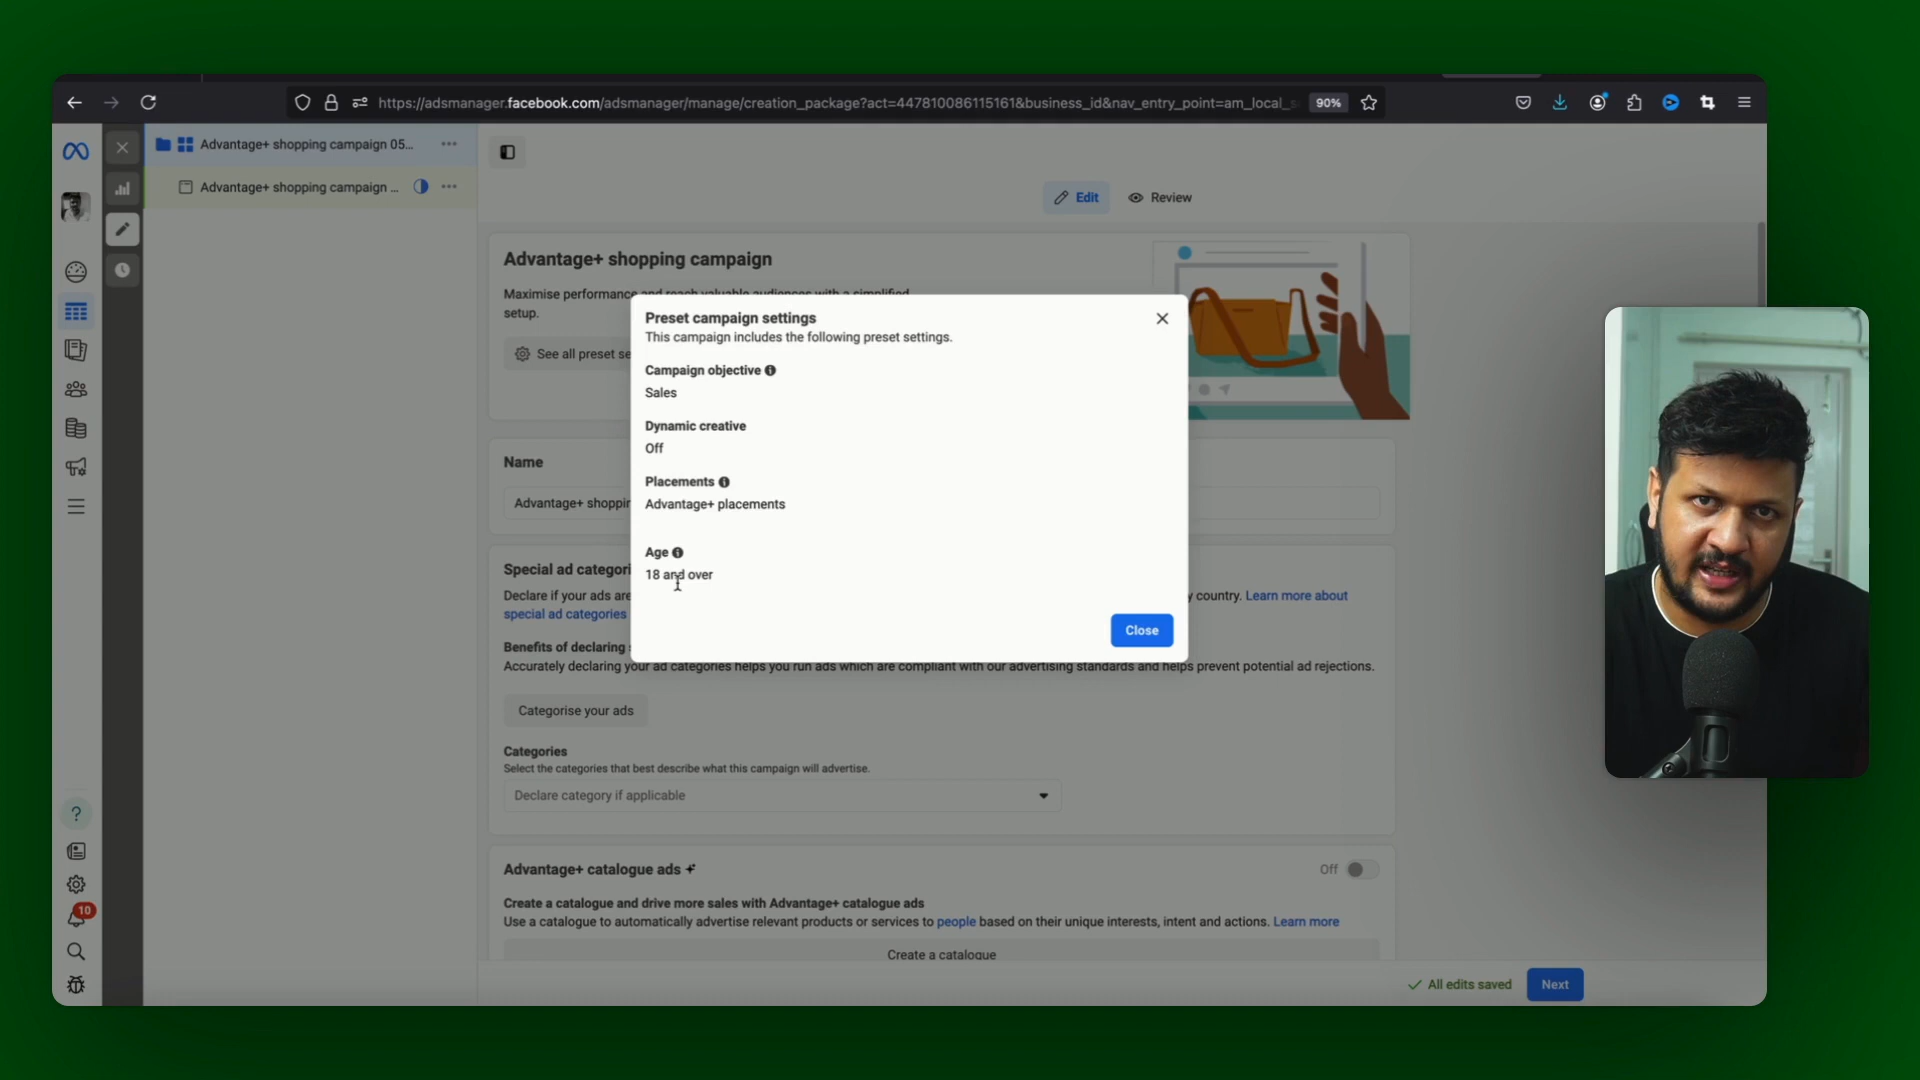 https://adsmanager.facebook.com/adsmanager/manage/creation_package?act=447810086115161&business_id&nav_entry_point=am_local_s
90%
Advantage+ shopping campaign 05...
Advantage+ shopping campaign ...
Edit
Review
Advantage+ shopping campaign
Maximise performance and reach valuable audiences with a simplified
setup.
See all preset se
Preset campaign settings
This campaign includes the following preset settings.
Campaign objective
Sales
Dynamic creative
Off
Placements
Advantage+ placements
Age
18 and over
Close
Name
Advantage+ shoppin
Special ad categori
Declare if your ads are
y country. Learn more about
special ad categories
Benefits of declaring
Accurately declaring your ad categories helps you run ads which are compliant with our advertising standards and helps prevent potential ad rejections.
Categorise your ads
Categories
Select the categories that best describe what this campaign will advertise.
Declare category if applicable
Advantage+ catalogue ads
Off
Create a catalogue and drive more sales with Advantage+ catalogue ads
Use a catalogue to automatically advertise relevant products or services to people based on their unique interests, intent and actions. Learn more
Create a catalogue
10
All edits saved
Next